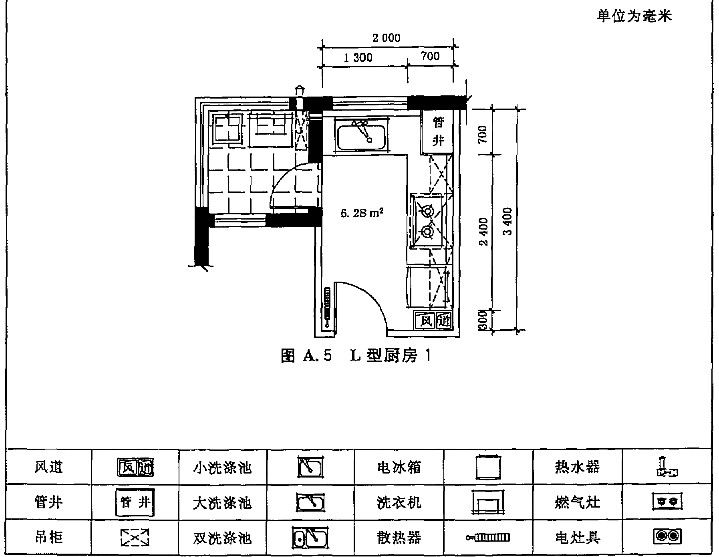 单位为毫米
2 000
1 300
700
管井
700
2 400
3 400
300
6.28 m²
风道
图 A.5 L 型厨房 1
风道 风道 小洗涤池 电冰箱 热水器
管井 管井 大洗涤池 洗衣机 燃气灶
吊柜 双洗涤池 散热器 电灶具